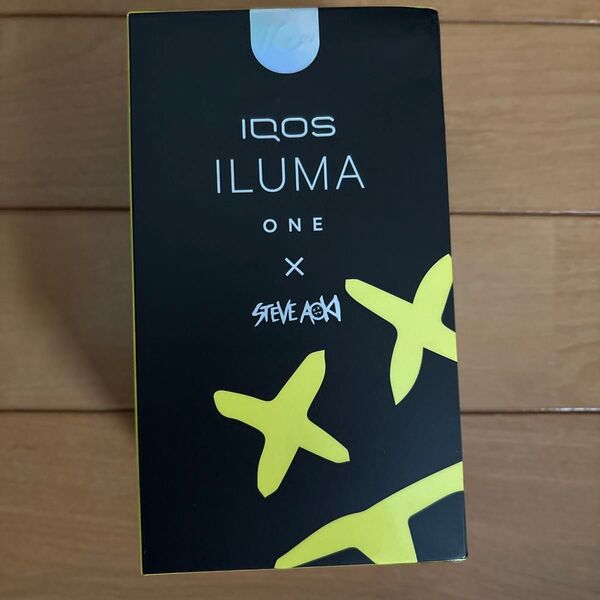 IQOS
ILUMA
ONE
×
STEVE AOKI